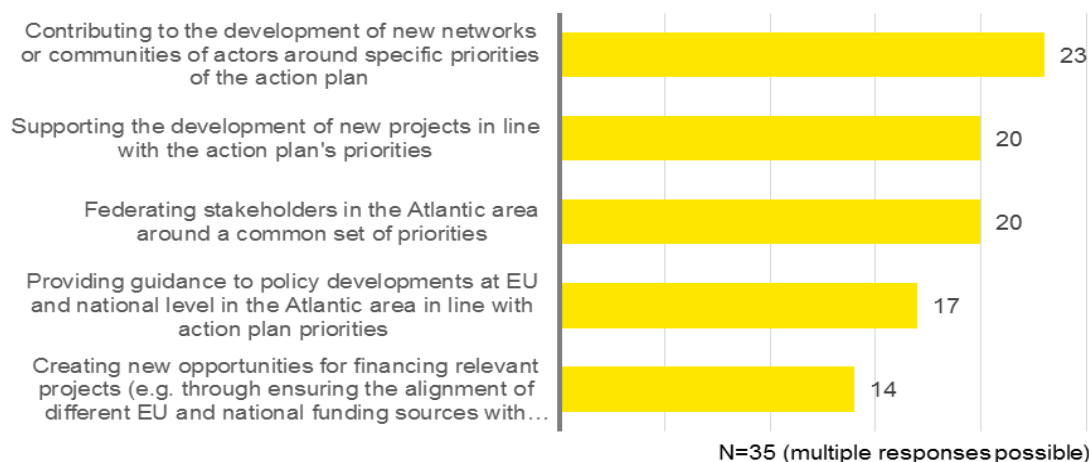 Contributing to the development of new networks
or communities of actors around specific priorities
of the action plan
23
Supporting the development of new projects in line
with the action plan's priorities
20
Federating stakeholders in the Atlantic area
around a common set of priorities
20
Providing guidance to policy developments at EU
and national level in the Atlantic area in line with
action plan priorities
17
Creating new opportunities for financing relevant
projects (e.g. through ensuring the alignment of
different EU and national funding sources with…
14
N=35 (multiple responses possible)